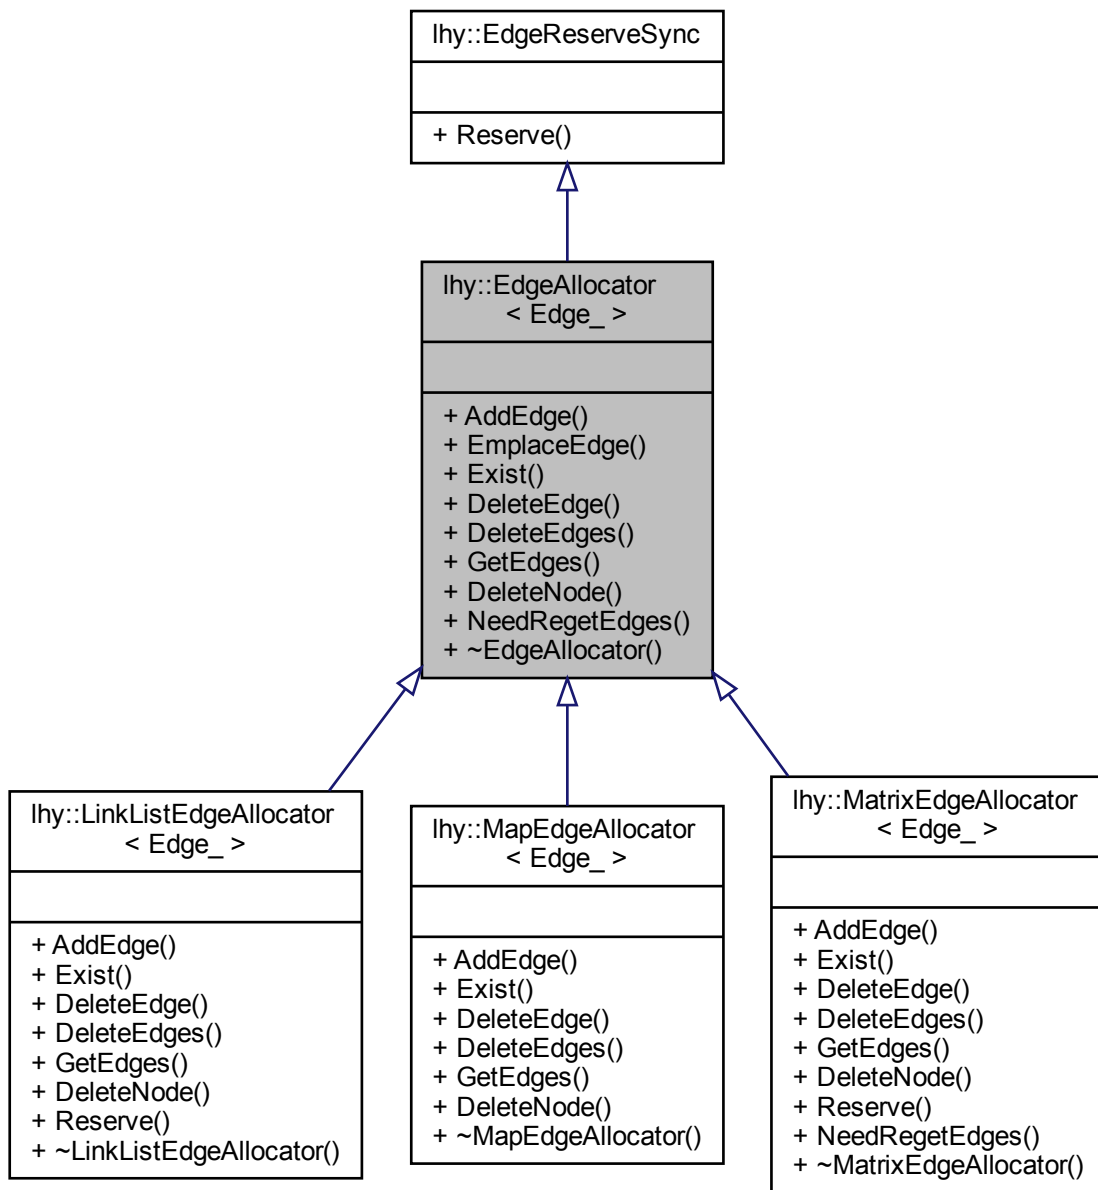 lhy::EdgeReserveSync
+ Reserve()
lhy::EdgeAllocator
< Edge_ >
+ AddEdge()
+ EmplaceEdge()
+ Exist()
+ DeleteEdge()
+ DeleteEdges()
+ GetEdges()
+ DeleteNode()
+ NeedRegetEdges()
+ ~EdgeAllocator()
lhy::LinkListEdgeAllocator
< Edge_ >
+ AddEdge()
+ Exist()
+ DeleteEdge()
+ DeleteEdges()
+ GetEdges()
+ DeleteNode()
+ Reserve()
+ ~LinkListEdgeAllocator()
lhy::MapEdgeAllocator
< Edge_ >
+ AddEdge()
+ Exist()
+ DeleteEdge()
+ DeleteEdges()
+ GetEdges()
+ DeleteNode()
+ ~MapEdgeAllocator()
lhy::MatrixEdgeAllocator
< Edge_ >
+ AddEdge()
+ Exist()
+ DeleteEdge()
+ DeleteEdges()
+ GetEdges()
+ DeleteNode()
+ Reserve()
+ NeedRegetEdges()
+ ~MatrixEdgeAllocator()